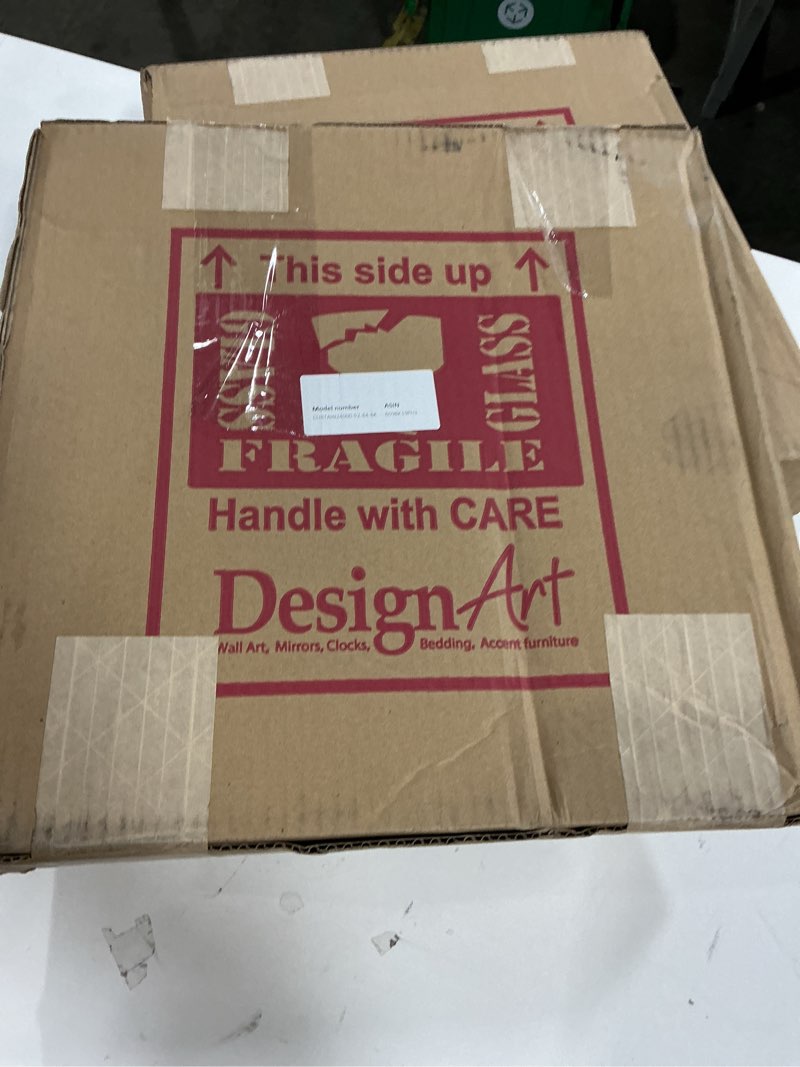 This side up
GLASS
GLASS
Model number ASIN
FRAGILE
Handle with CARE
DesignArt
Wall Art, Mirrors, Clocks, Bedding, Accent furniture